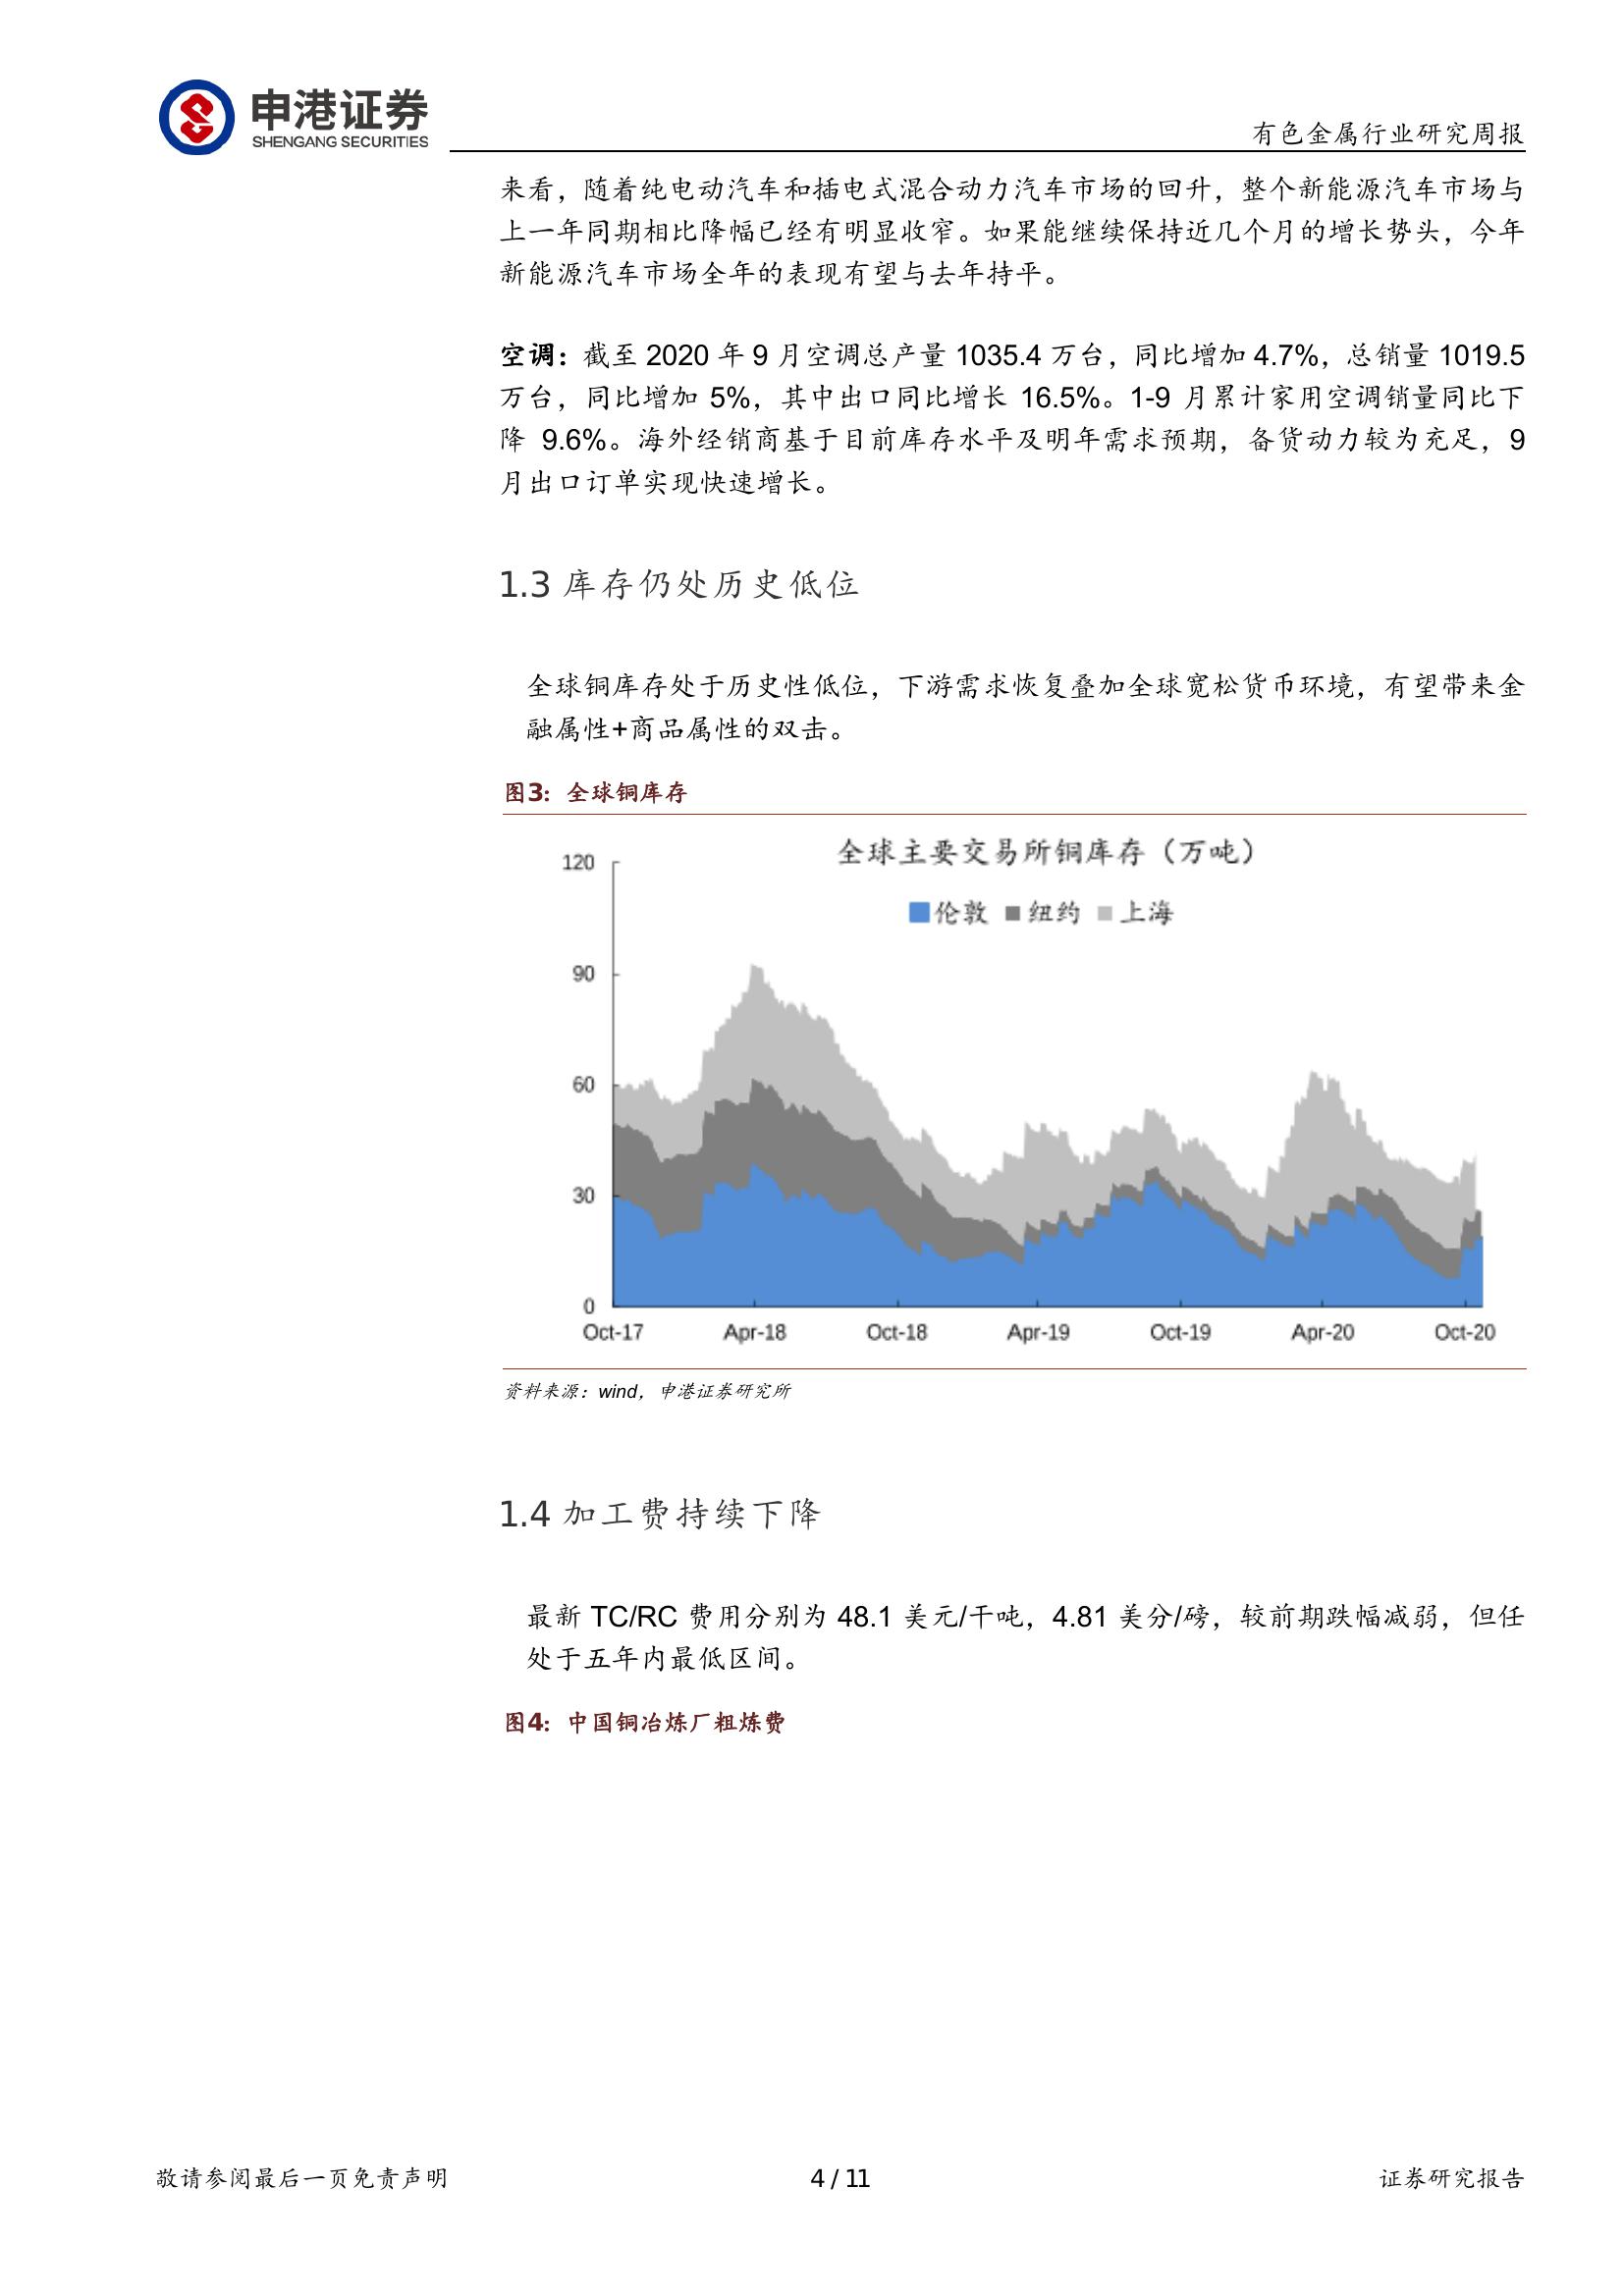 申港证券
SHENGANG SECURITIES
有色金属行业研究周报
来看，随着纯电动汽车和插电式混合动力汽车市场的回升，整个新能源汽车市场与
上一年同期相比降幅已经有明显收窄。如果能继续保持近几个月的增长势头，今年
新能源汽车市场全年的表现有望与去年持平。
空调：截至 2020 年 9 月空调总产量 1035.4 万台，同比增加 4.7%，总销量 1019.5
万台，同比增加 5%，其中出口同比增长 16.5%。1-9 月累计家用空调销量同比下
降 9.6%。海外经销商基于目前库存水平及明年需求预期，备货动力较为充足，9
月出口订单实现快速增长。
1.3 库存仍处历史低位
全球铜库存处于历史性低位，下游需求恢复叠加全球宽松货币环境，有望带来金
融属性+商品属性的双击。
图3：全球铜库存
全球主要交易所铜库存（万吨）
伦敦 纽约 上海
120
90
60
30
0
Oct-17 Apr-18 Oct-18 Apr-19 Oct-19 Apr-20 Oct-20
资料来源：wind，申港证券研究所
1.4 加工费持续下降
最新 TC/RC 费用分别为 48.1 美元/干吨，4.81 美分/磅，较前期跌幅减弱，但任
处于五年内最低区间。
图4：中国铜冶炼厂粗炼费
敬请参阅最后一页免责声明 4 / 11 证券研究报告